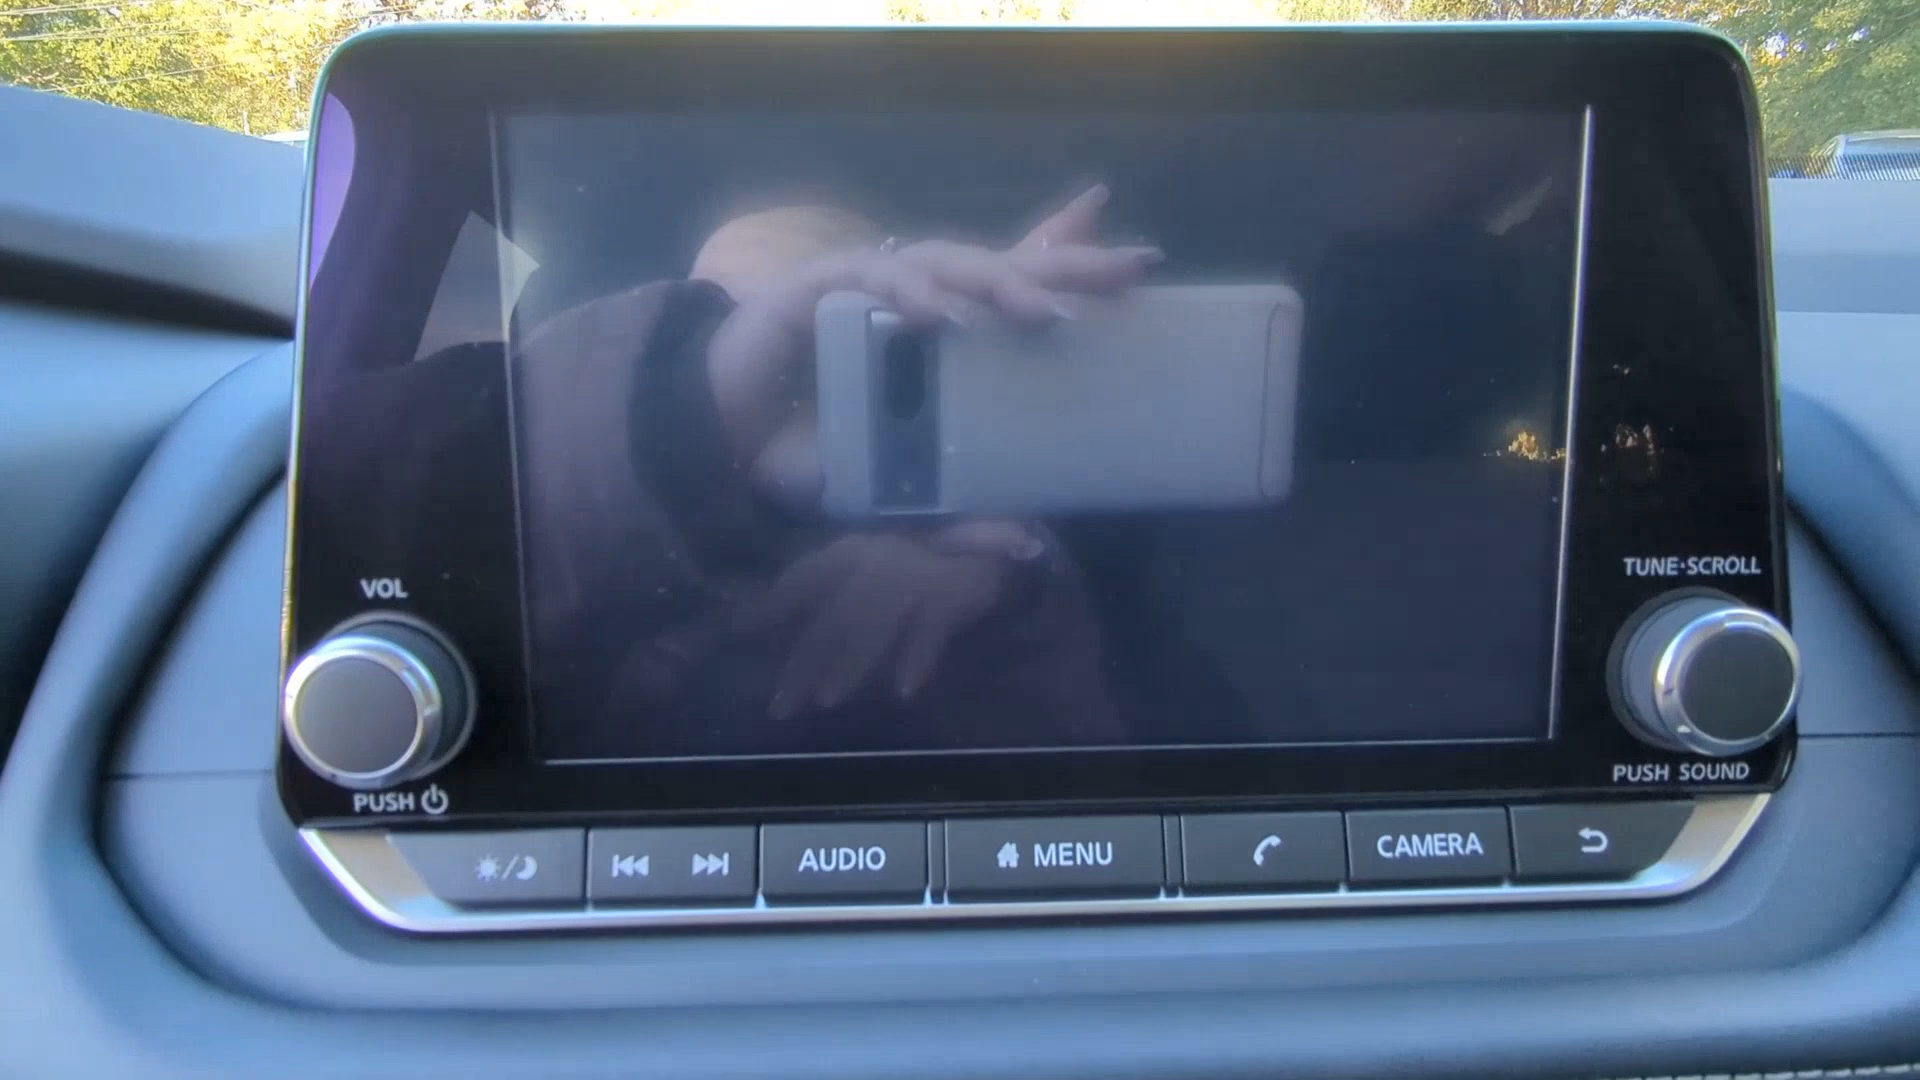 VOL
TUNE·SCROLL
PUSH
PUSH SOUND
AUDIO
MENU
CAMERA